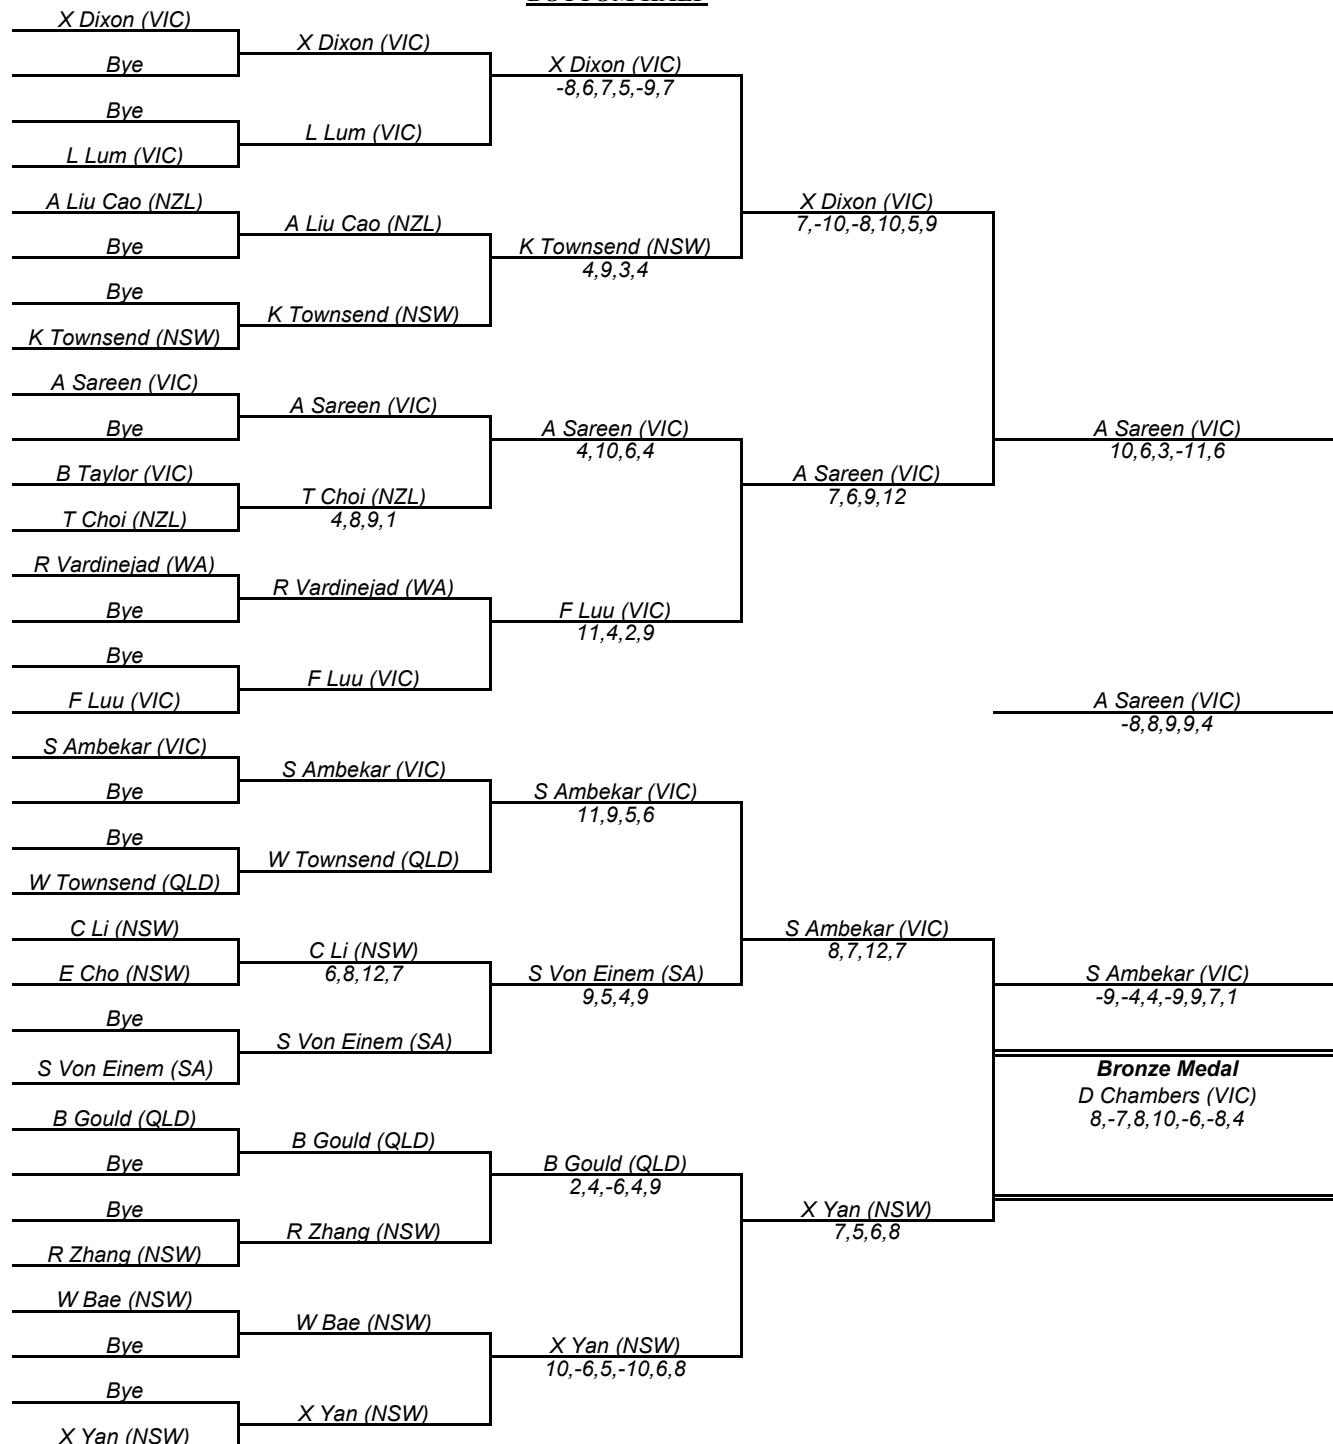 X Dixon (VIC)
Bye
Bye
L Lum (VIC)
A Liu Cao (NZL)
Bye
Bye
K Townsend (NSW)
A Sareen (VIC)
Bye
B Taylor (VIC)
T Choi (NZL)
R Vardinejad (WA)
Bye
Bye
F Luu (VIC)
S Ambekar (VIC)
Bye
Bye
W Townsend (QLD)
C Li (NSW)
E Cho (NSW)
Bye
S Von Einem (SA)
B Gould (QLD)
Bye
Bye
R Zhang (NSW)
W Bae (NSW)
Bye
Bye
X Yan (NSW)
X Dixon (VIC)
L Lum (VIC)
A Liu Cao (NZL)
K Townsend (NSW)
A Sareen (VIC)
T Choi (NZL)
4,8,9,1
R Vardinejad (WA)
F Luu (VIC)
S Ambekar (VIC)
W Townsend (QLD)
C Li (NSW)
6,8,12,7
S Von Einem (SA)
B Gould (QLD)
R Zhang (NSW)
W Bae (NSW)
X Yan (NSW)
X Dixon (VIC)
-8,6,7,5,-9,7
K Townsend (NSW)
4,9,3,4
A Sareen (VIC)
4,10,6,4
F Luu (VIC)
11,4,2,9
S Ambekar (VIC)
11,9,5,6
S Von Einem (SA)
9,5,4,9
B Gould (QLD)
2,4,-6,4,9
X Yan (NSW)
10,-6,5,-10,6,8
X Dixon (VIC)
7,-10,-8,10,5,9
A Sareen (VIC)
7,6,9,12
S Ambekar (VIC)
8,7,12,7
X Yan (NSW)
7,5,6,8
A Sareen (VIC)
10,6,3,-11,6
A Sareen (VIC)
-8,8,9,9,4
S Ambekar (VIC)
-9,-4,4,-9,9,7,1
Bronze Medal
D Chambers (VIC)
8,-7,8,10,-6,-8,4